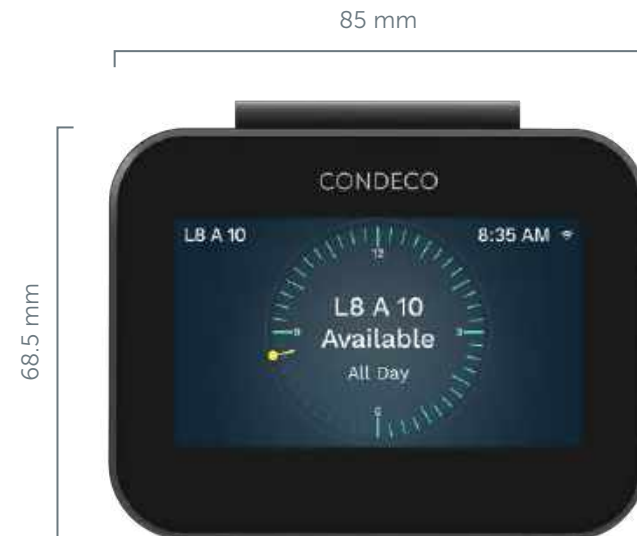 85 mm
68.5 mm
CONDECO
L8 A 10
8:35 AM
12
L8 A 10
9
3
Available
All Day
6